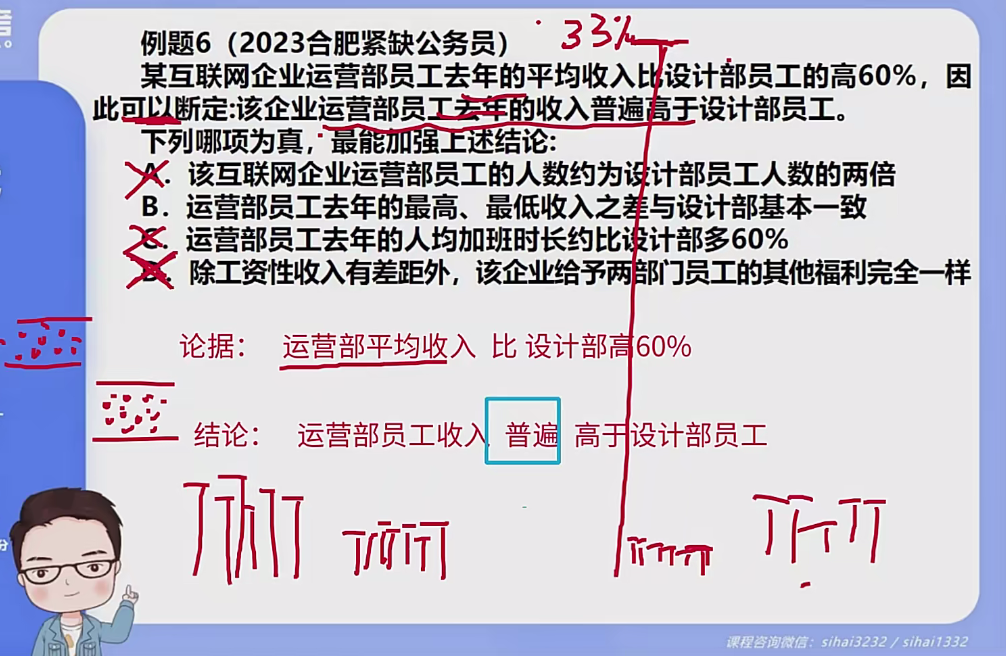 例题6（2023合肥紧缺公务员）
33%
某互联网企业运营部员工去年的平均收入比设计部员工的高60%，因
此可以断定:该企业运营部员工去年的收入普遍高于设计部员工。
下列哪项为真，最能加强上述结论:
A. 该互联网企业运营部员工的人数约为设计部员工人数的两倍
B. 运营部员工去年的最高、最低收入之差与设计部基本一致
C. 运营部员工去年的人均加班时长约比设计部多60%
D. 除工资性收入有差距外，该企业给予两部门员工的其他福利完全一样
论据： 运营部平均收入 比 设计部高60%
结论： 运营部员工收入 普遍 高于设计部员工
课程咨询微信：sihai3232 / sihai1332